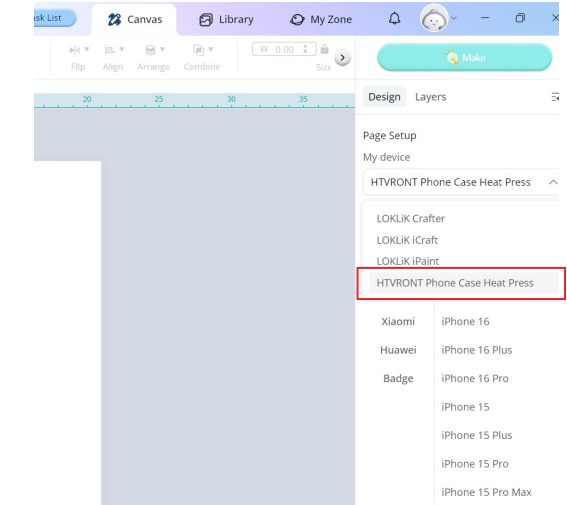 ask List
Canvas
Library
My Zone
Flip
Align
Arrange
Combine
W 0.00
Size
Make
20 25 30 35
Design Layers
Page Setup
My device
HTVRONT Phone Case Heat Press
LOKLiK Crafter
LOKLiK iCraft
LOKLiK iPaint
HTVRONT Phone Case Heat Press
Xiaomi iPhone 16
Huawei iPhone 16 Plus
Badge iPhone 16 Pro
iPhone 15
iPhone 15 Plus
iPhone 15 Pro
iPhone 15 Pro Max